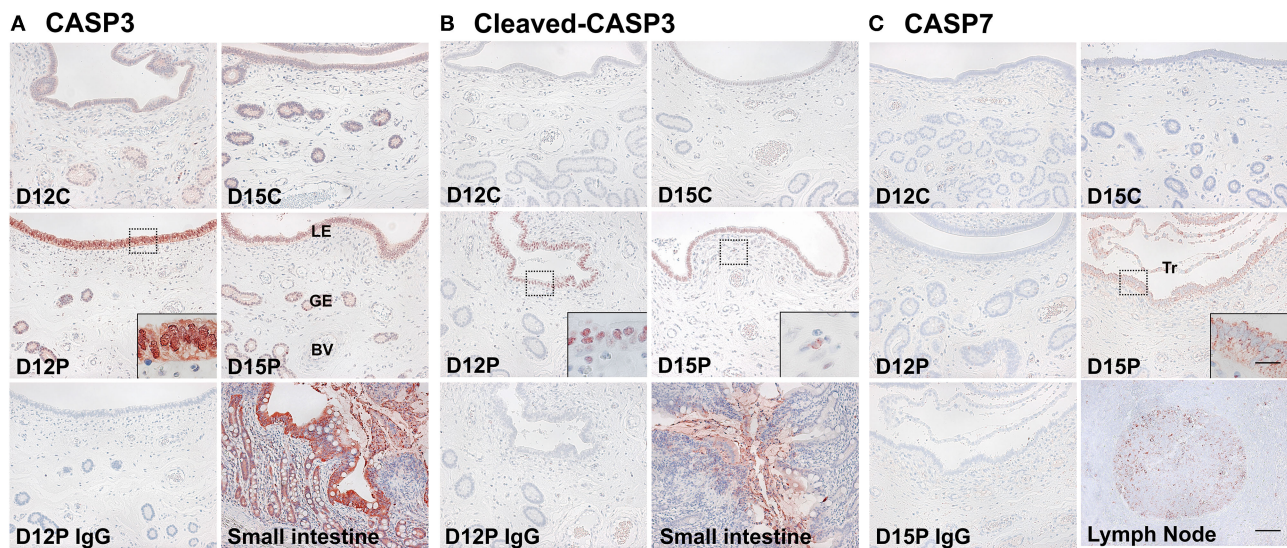 A CASP3
B Cleaved-CASP3
C CASP7
D12C
D15C
D12C
D15C
D12C
D15C
LE
GE
BV
D12P
D15P
D12P
D15P
D12P
Tr
D15P
D12P IgG
Small intestine
D12P IgG
Small intestine
D15P IgG
Lymph Node